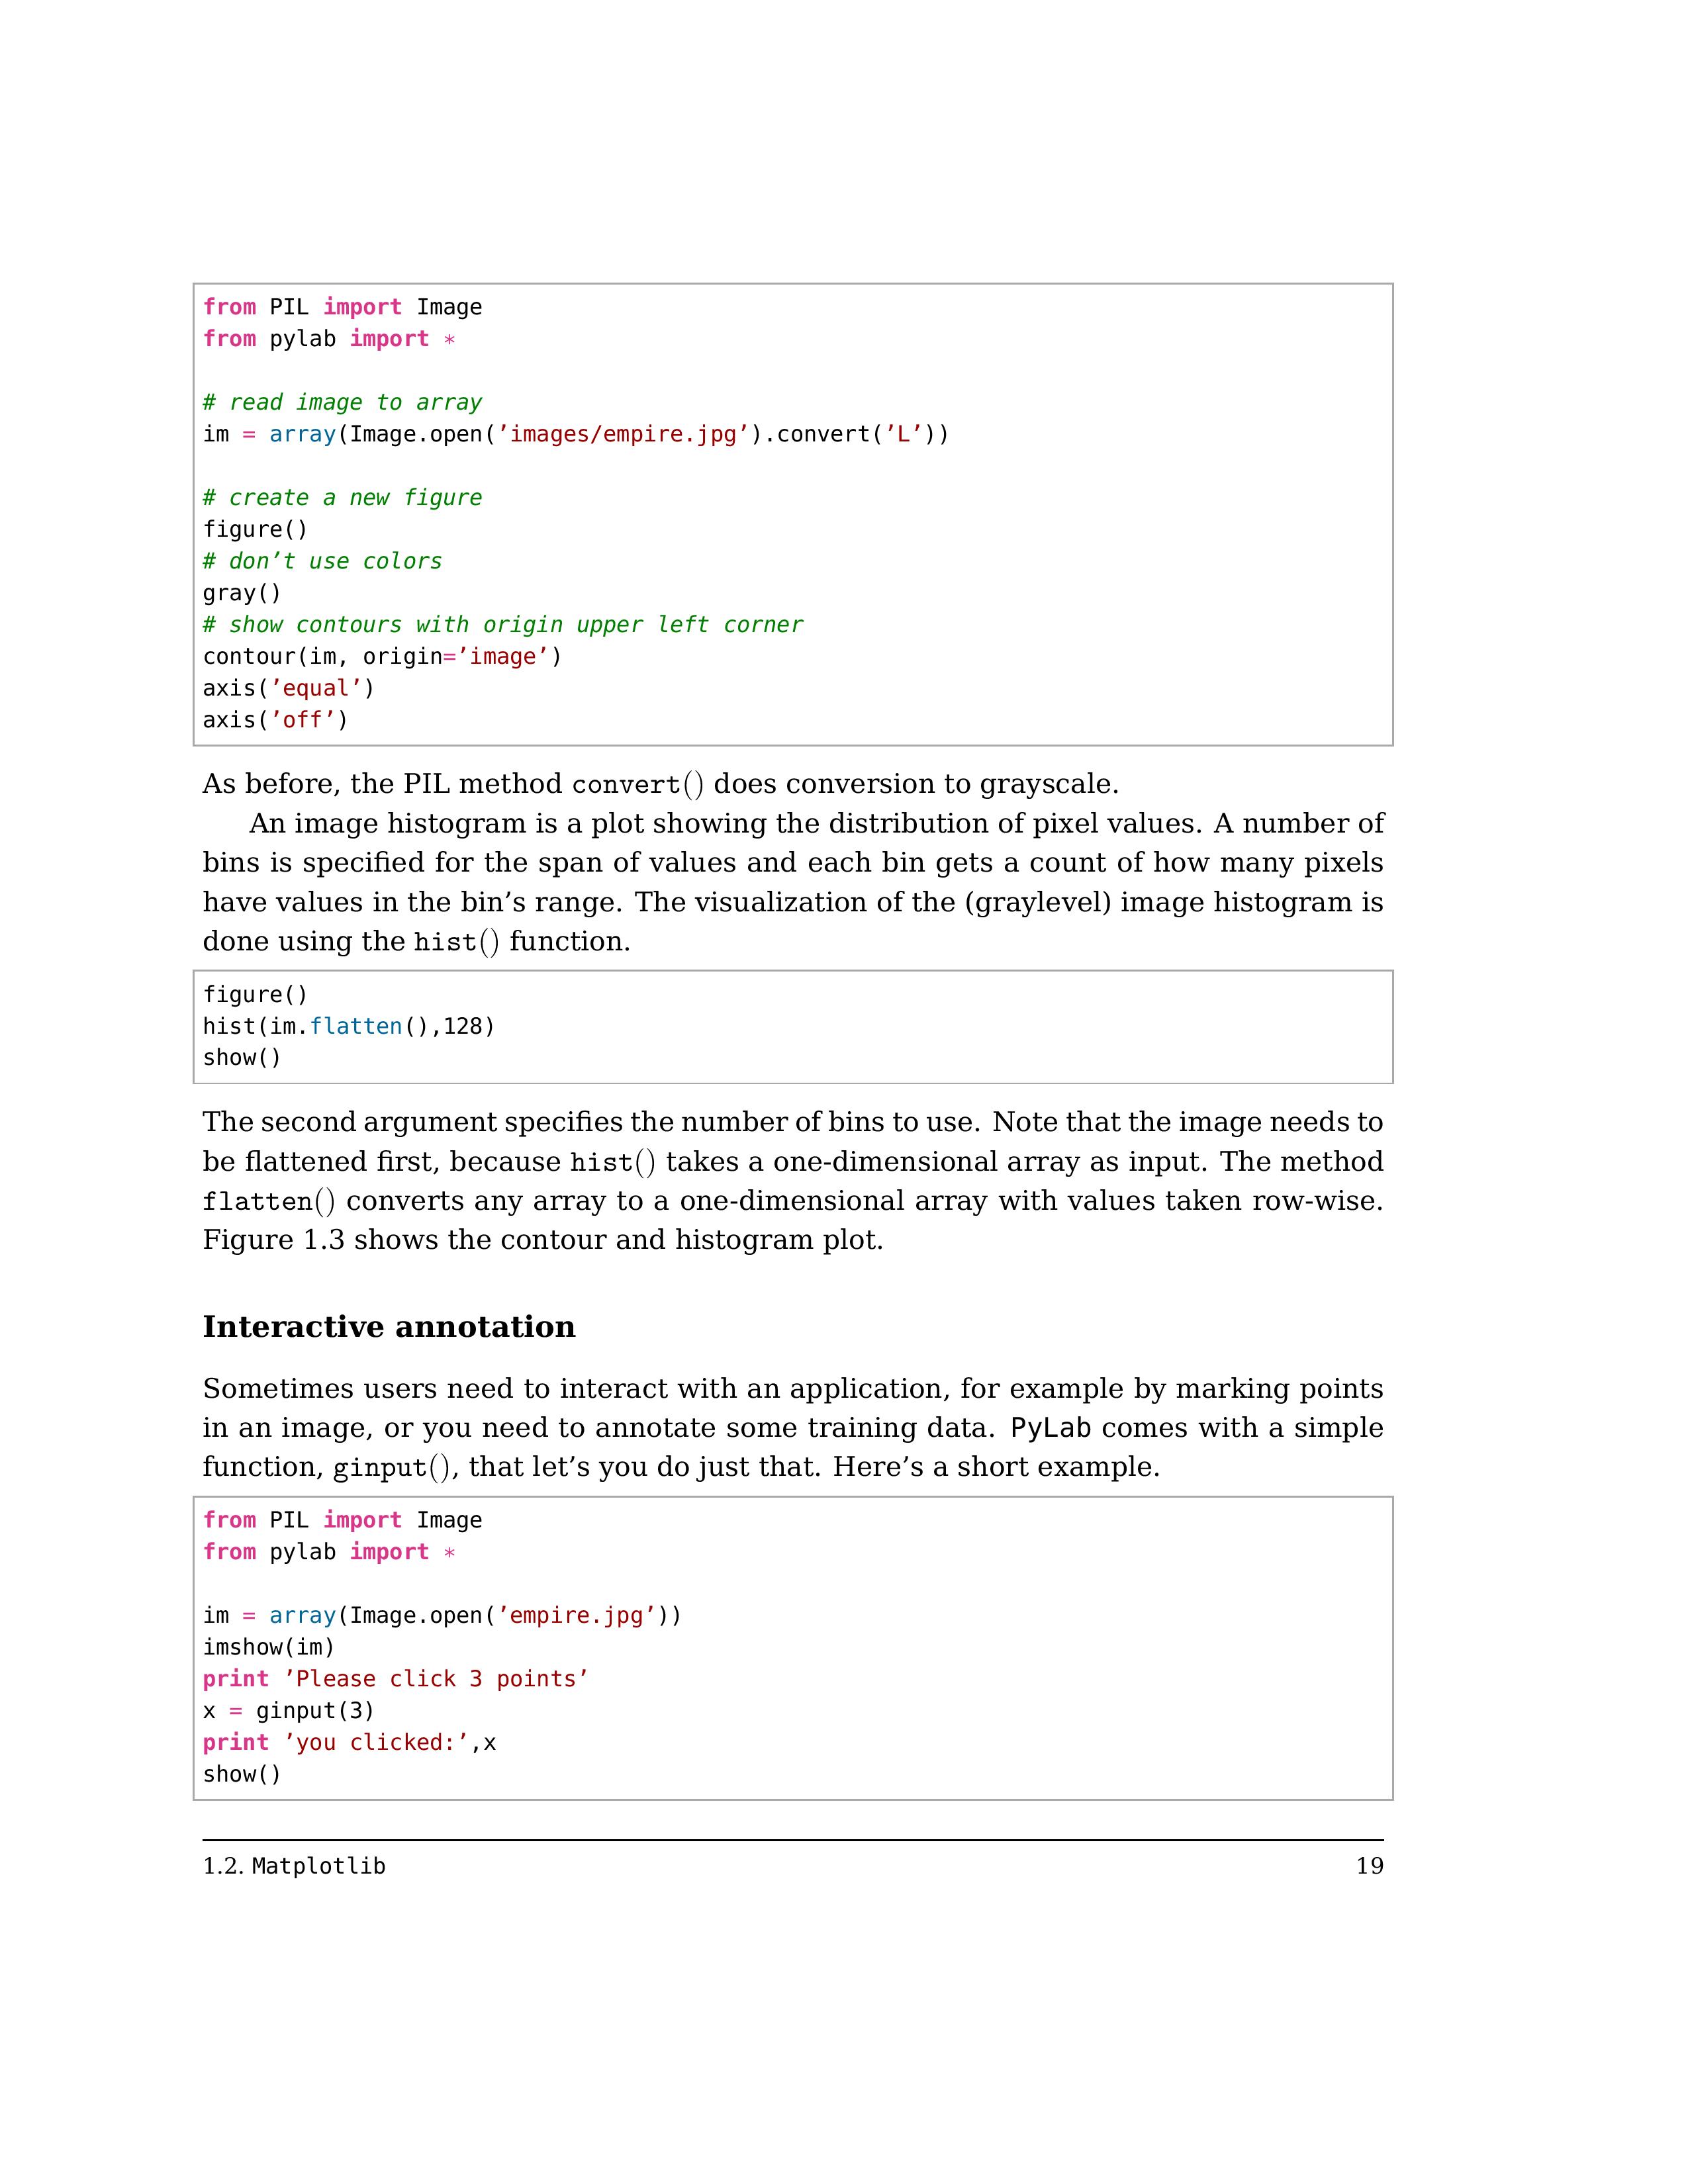 from PIL import Image
from pylab import *
# read image to array
im = array(Image.open(’images/empire.jpg’).convert(’L’))
# create a new figure
figure()
# don’t use colors
gray()
# show contours with origin upper left corner
contour(im, origin=’image’)
axis(’equal’)
axis(’off’)
As before, the PIL method convert() does conversion to grayscale.
An image histogram is a plot showing the distribution of pixel values. A number of
bins is specified for the span of values and each bin gets a count of how many pixels
have values in the bin’s range. The visualization of the (graylevel) image histogram is
done using the hist() function.
figure()
hist(im.flatten(),128)
show()
The second argument specifies the number of bins to use. Note that the image needs to
be flattened first, because hist() takes a one-dimensional array as input. The method
flatten() converts any array to a one-dimensional array with values taken row-wise.
Figure 1.3 shows the contour and histogram plot.
Interactive annotation
Sometimes users need to interact with an application, for example by marking points
in an image, or you need to annotate some training data. PyLab comes with a simple
function, ginput(), that let’s you do just that. Here’s a short example.
from PIL import Image
from pylab import *
im = array(Image.open(’empire.jpg’))
imshow(im)
print ’Please click 3 points’
x = ginput(3)
print ’you clicked:’,x
show()
1.2. Matplotlib 19